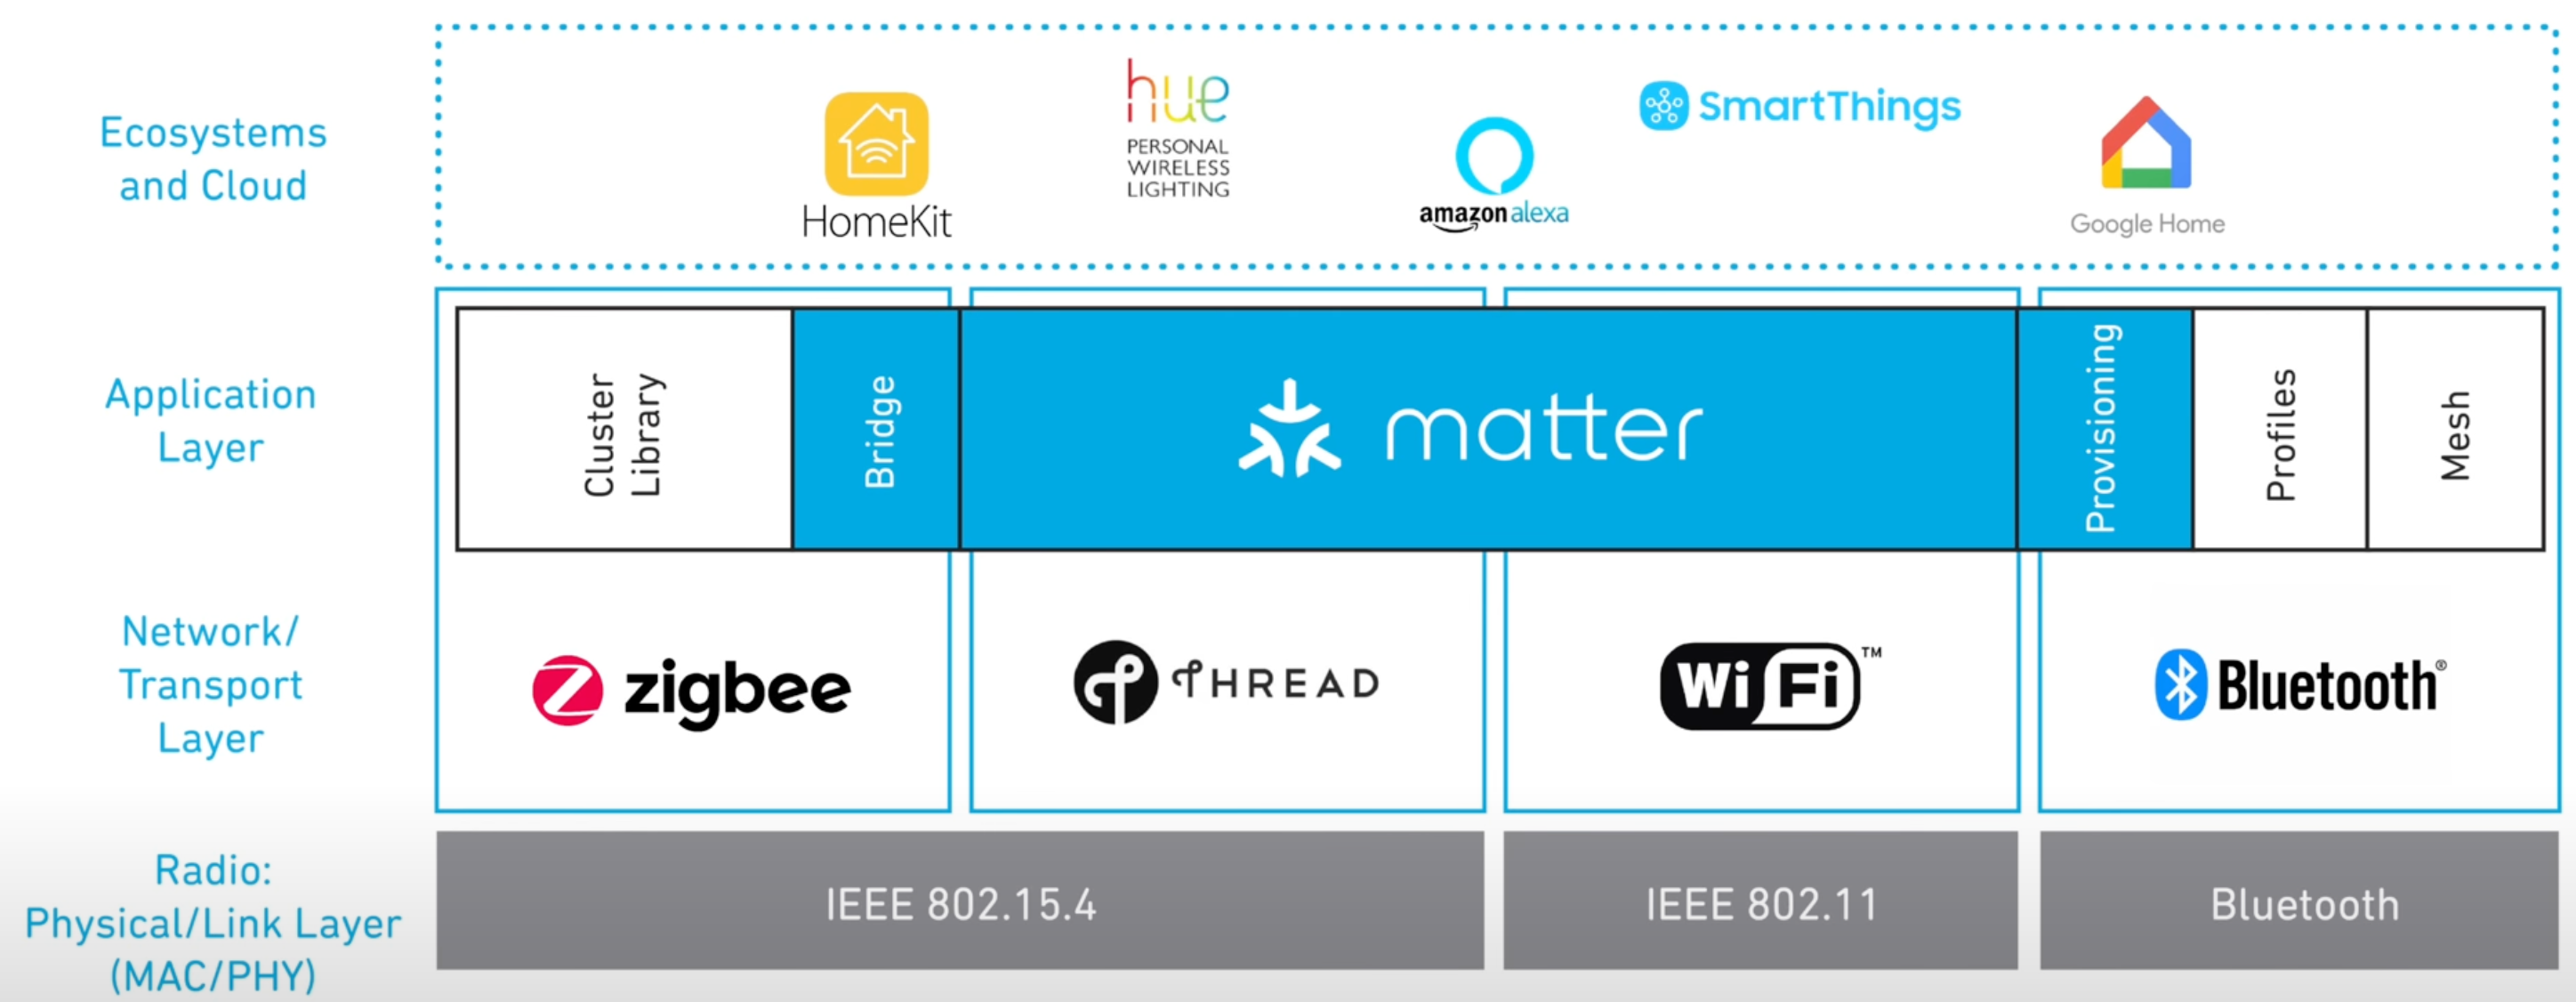 Ecosystems
and Cloud
HomeKit
hue
PERSONAL
WIRELESS
LIGHTING
amazon alexa
SmartThings
Google Home
Application
Layer
Cluster
Library
Bridge
matter
Provisioning
Profiles
Mesh
Network/
Transport
Layer
zigbee
THREAD
WiFi™
Bluetooth®
Radio:
Physical/Link Layer
(MAC/PHY)
IEEE 802.15.4
IEEE 802.11
Bluetooth